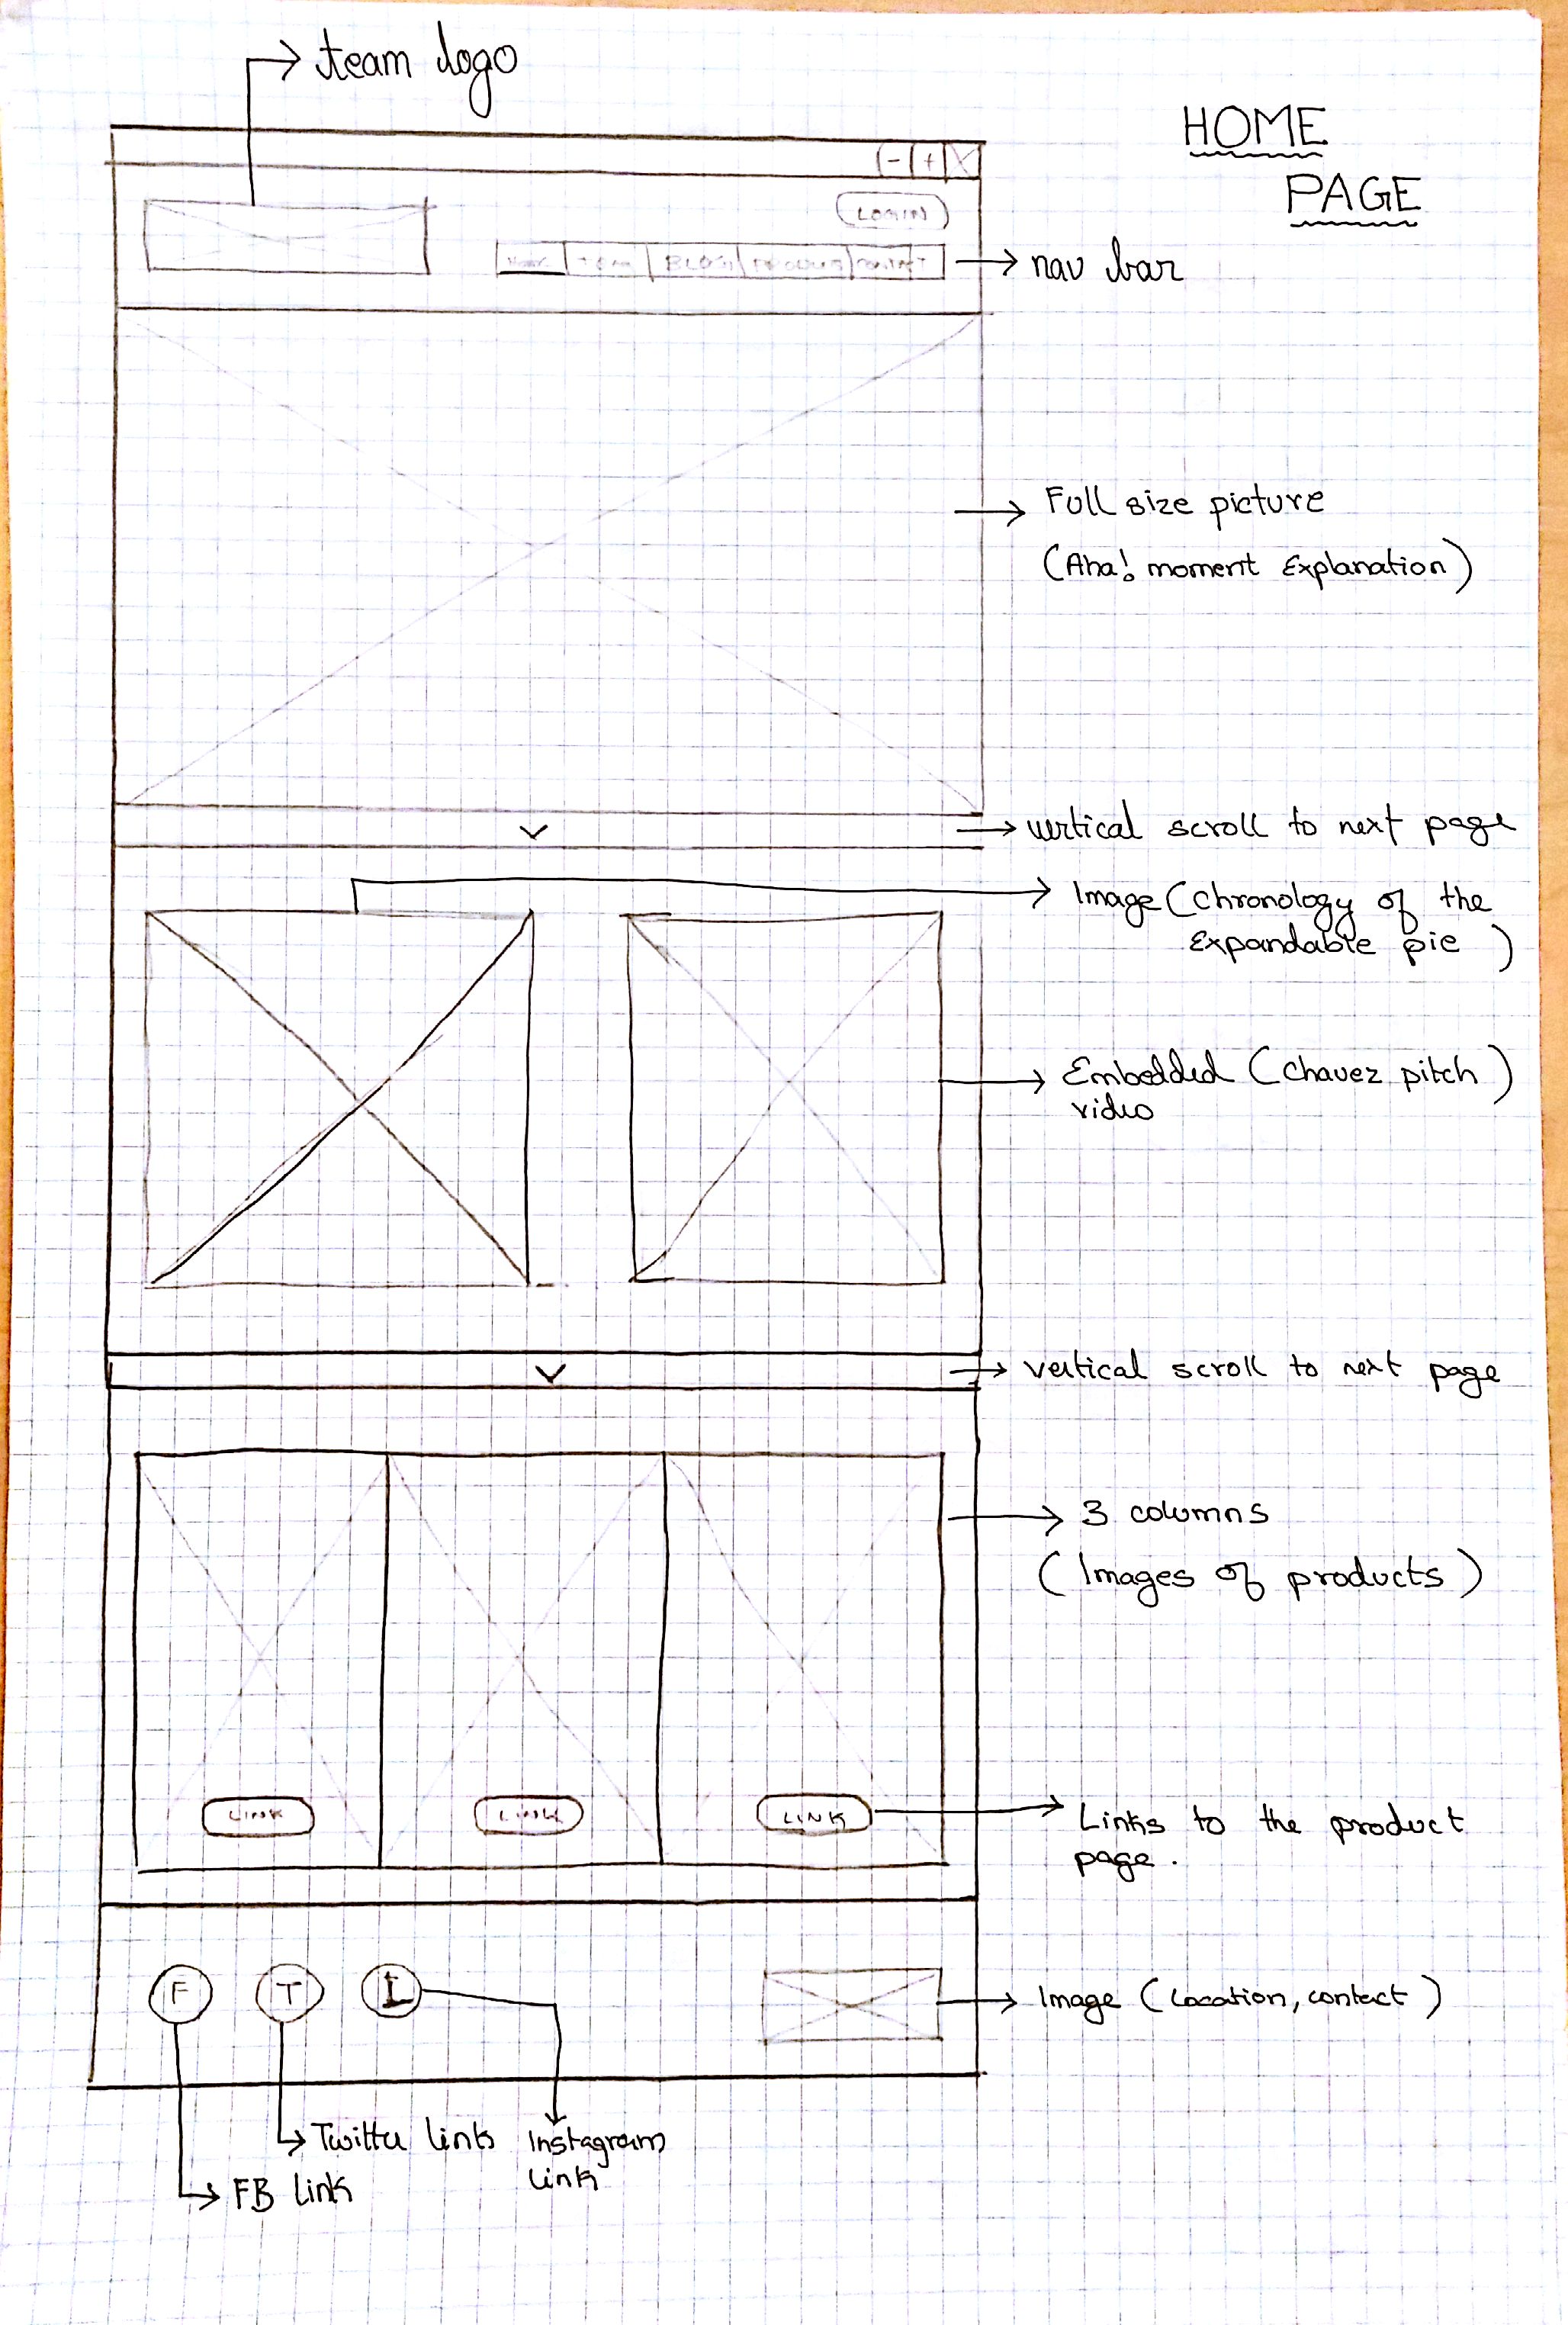 team logo
HOME
PAGE
- + X
LOGIN
HOME TEAM BLOG PRODUCTS CONTACT
nav bar
Full size picture
(Aha! moment Explanation)
vertical scroll to next page
Image (chronology of the
Expandable pie )
Embedded (chavez pitch)
video
vertical scroll to next page
3 columns
( Images of products )
LINK LINK LINK
Links to the product
page.
F T I
Image (Location, contact )
Twitter link
Instagram
link
FB link